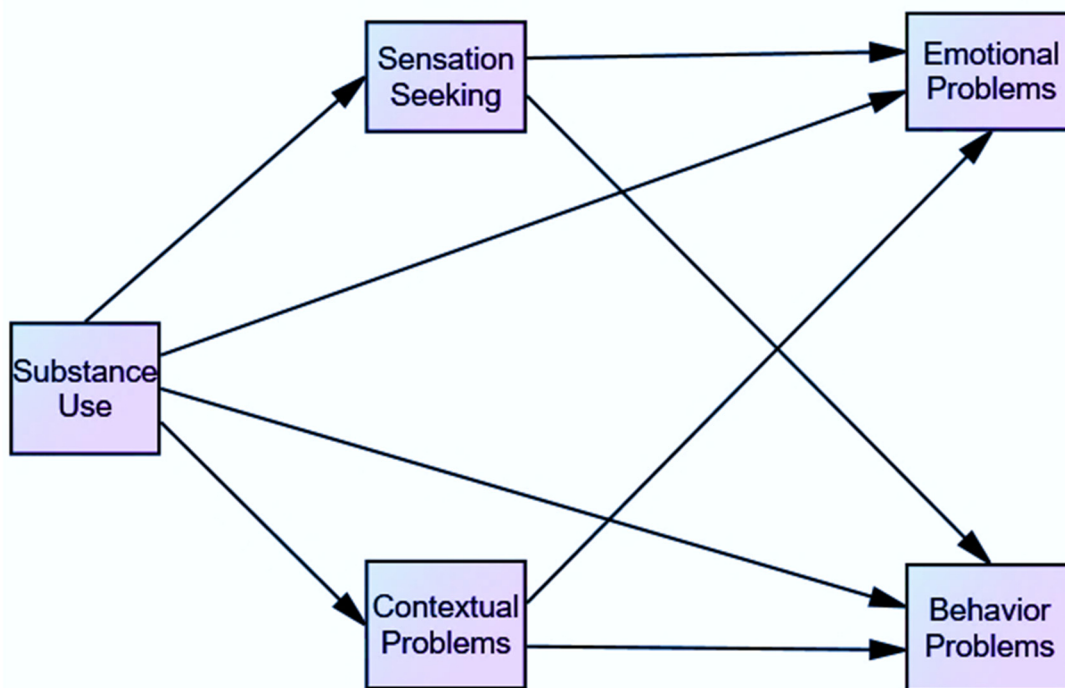 Sensation
Seeking
Emotional
Problems
Substance
Use
Contextual
Problems
Behavior
Problems